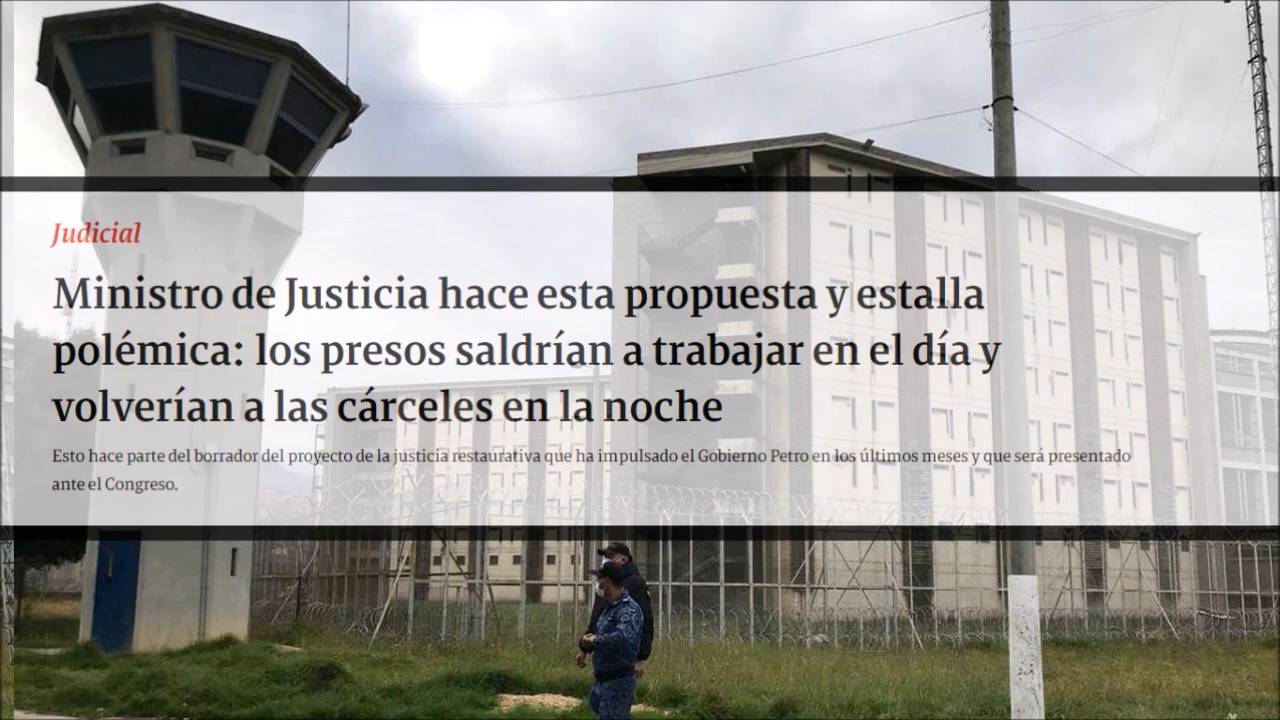 Judicial
Ministro de Justicia hace esta propuesta y estalla
polémica: los presos saldrían a trabajar en el día y
volverían a las cárceles en la noche
Esto hace parte del borrador del proyecto de la justicia restaurativa que ha impulsado el Gobierno Petro en los últimos meses y que será presentado
ante el Congreso.